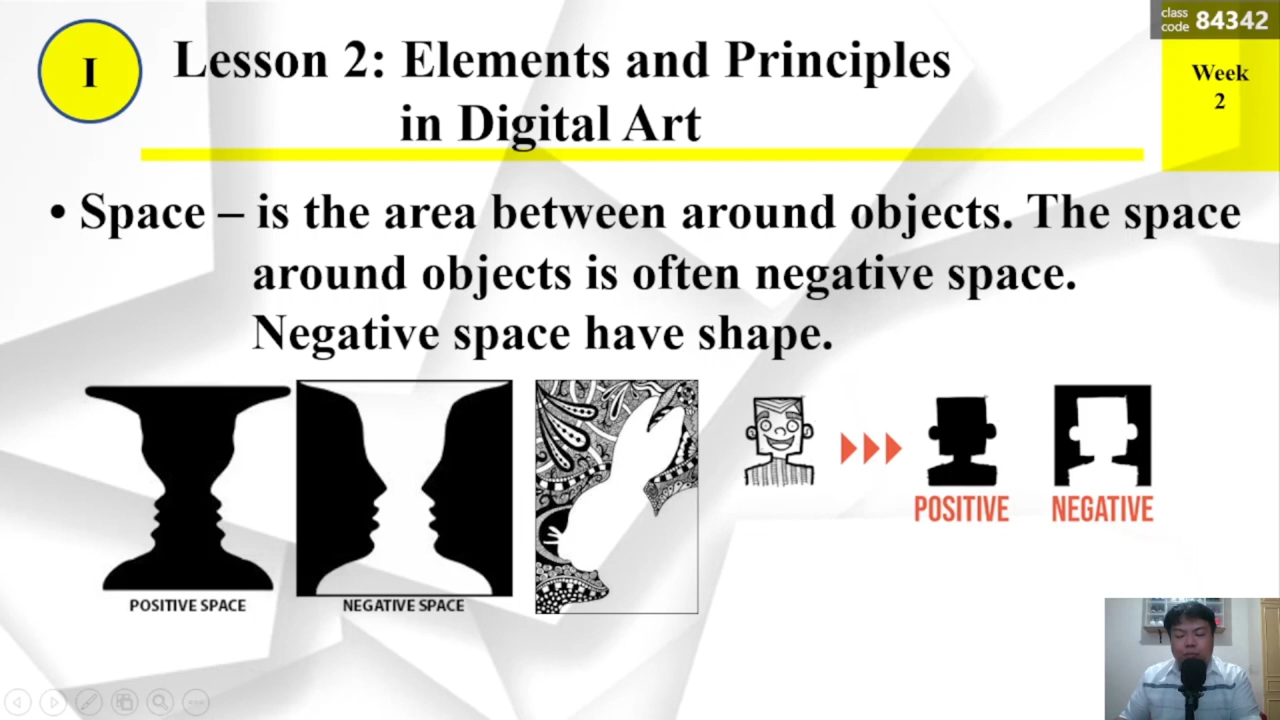 class
code 84342
I
Lesson 2: Elements and Principles
in Digital Art
Week
2
• Space – is the area between around objects. The space
around objects is often negative space.
Negative space have shape.
POSITIVE SPACE
NEGATIVE SPACE
POSITIVE
NEGATIVE